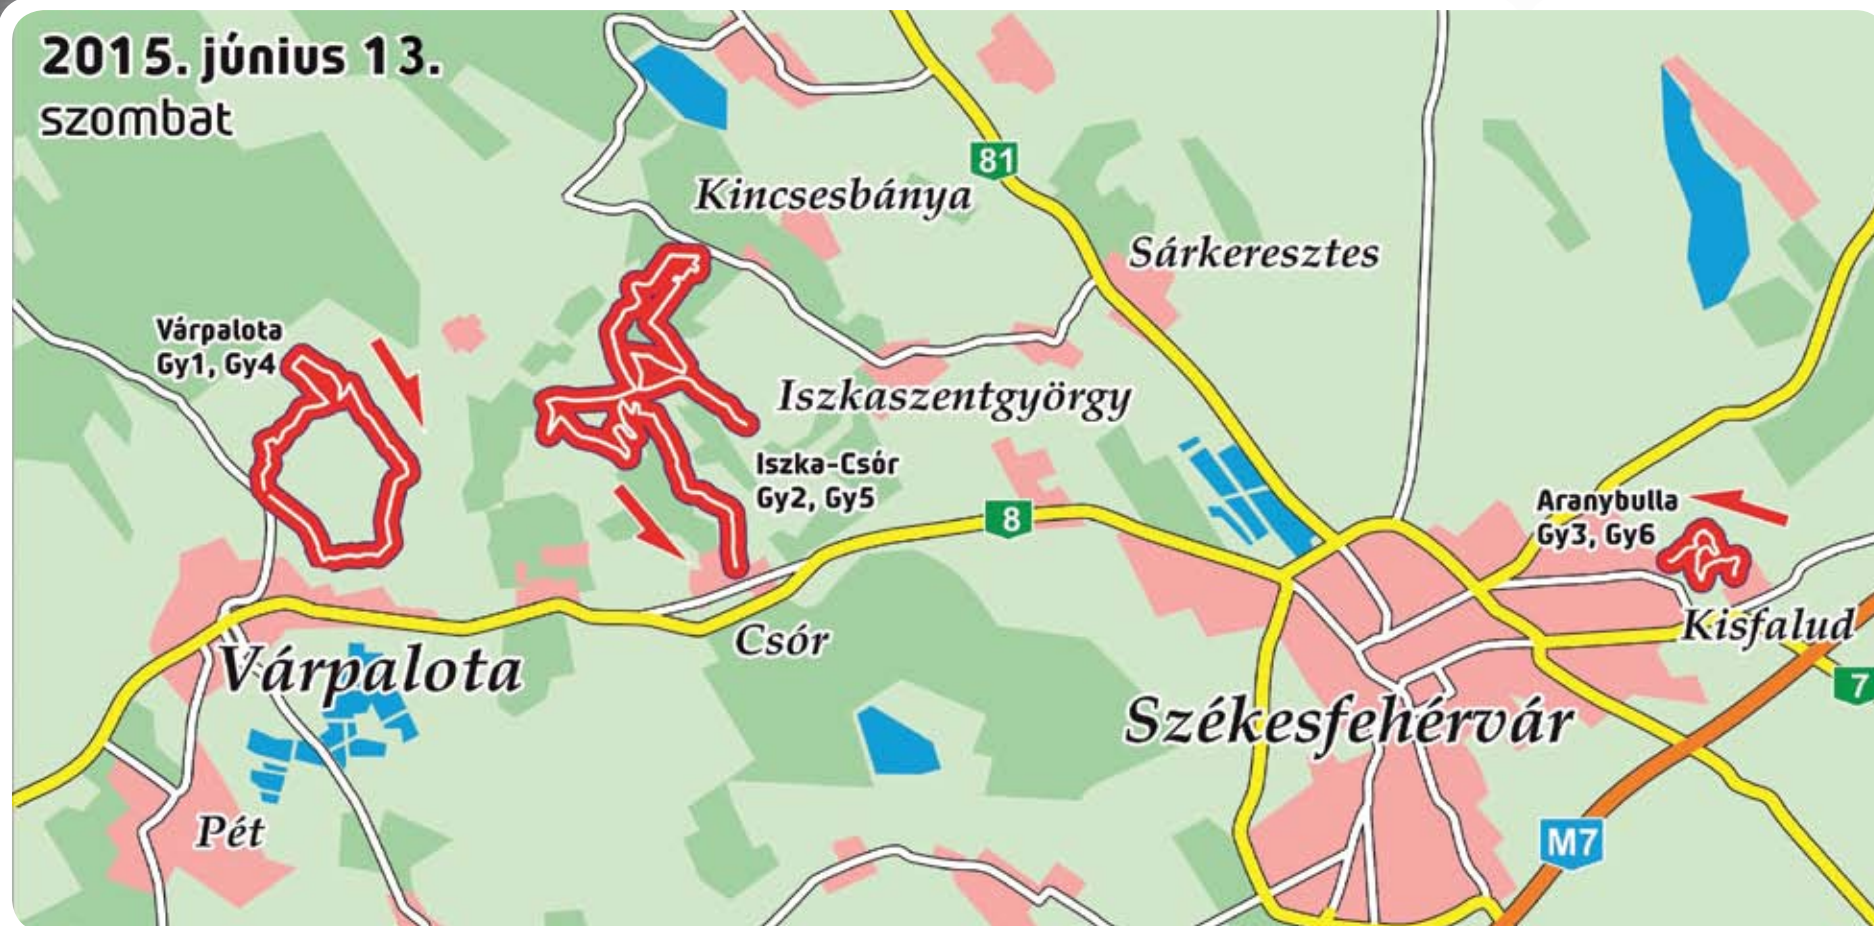 2015. június 13.
szombat
81
Kincsesbánya
Sárkeresztes
Várpalota
Gy1, Gy4
Iszkaszentgyörgy
Iszka-Csór
Gy2, Gy5
8
Aranybulla
Gy3, Gy6
Kisfalud
Csór
Várpalota
7
Székesfehérvár
Pét
M7